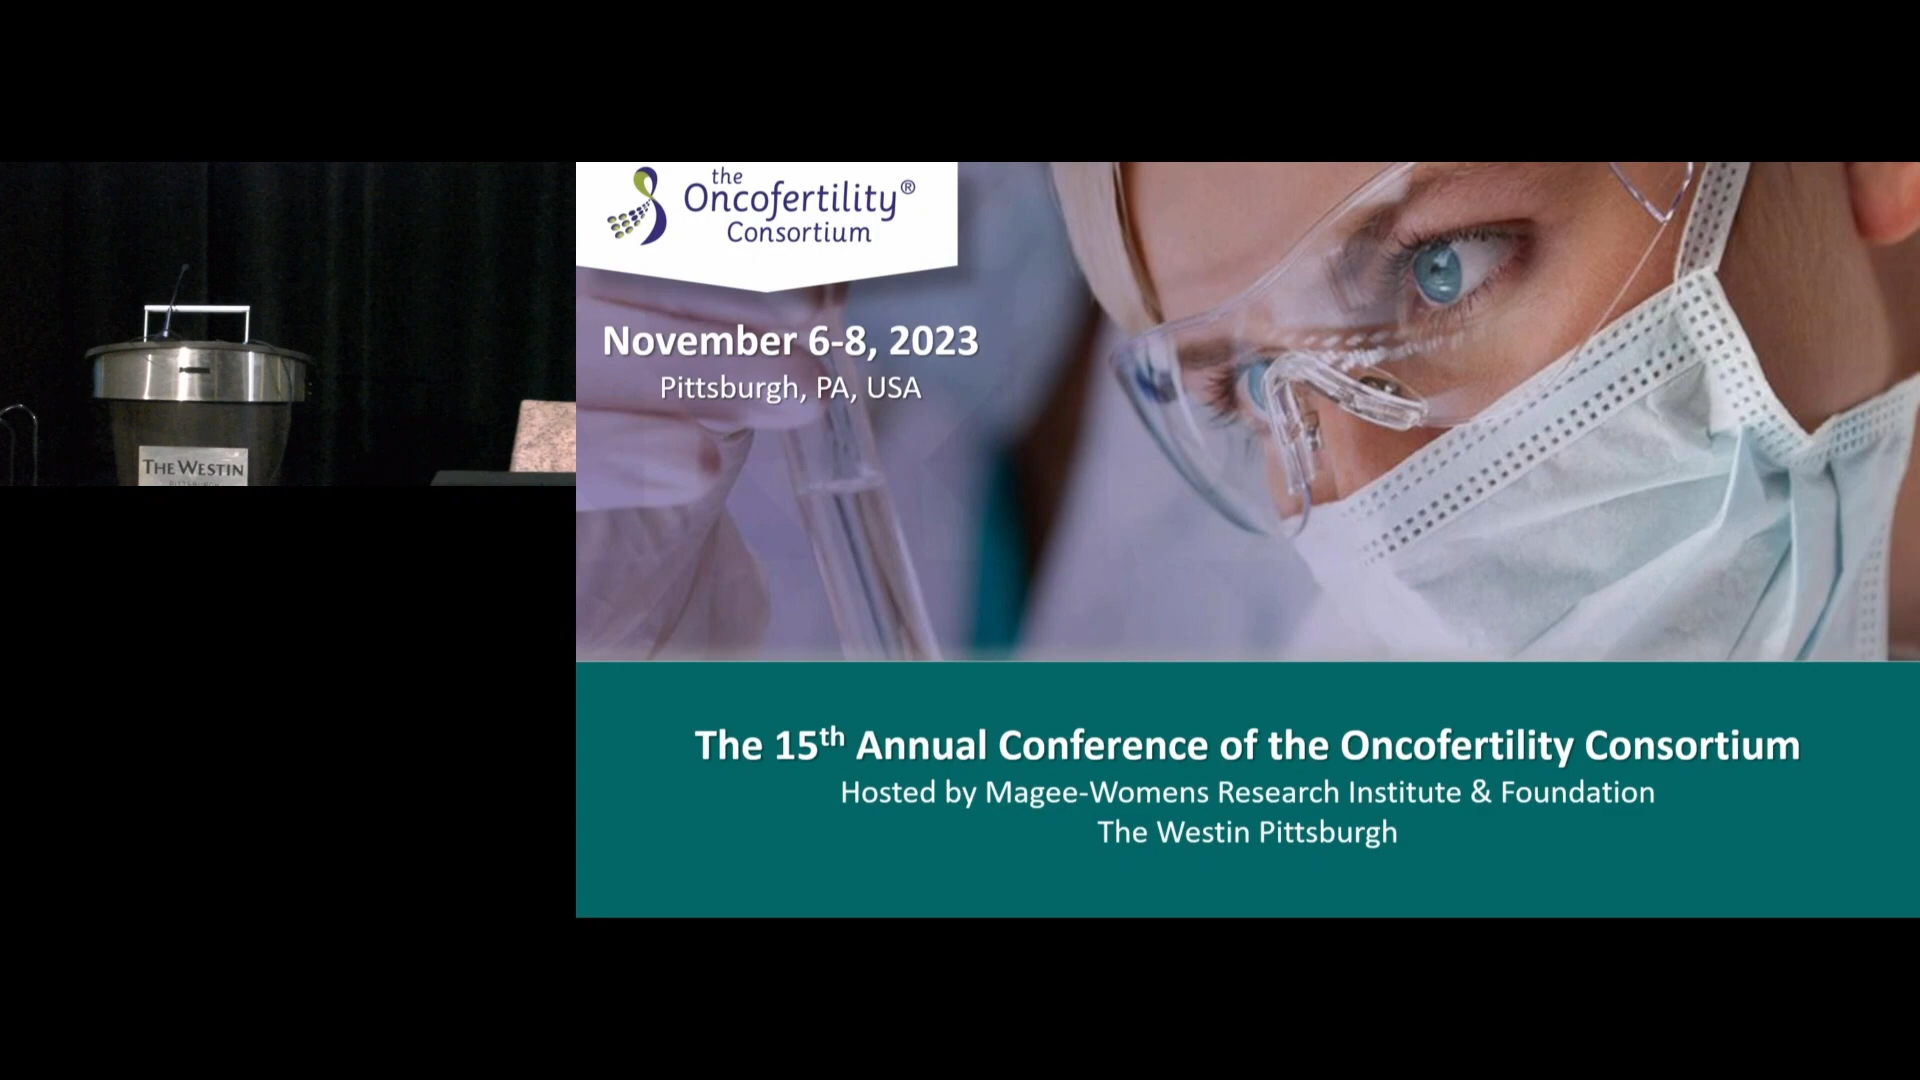 THE WESTIN
PITTSBURGH
the
Oncofertility®
Consortium
November 6-8, 2023
Pittsburgh, PA, USA
The 15th Annual Conference of the Oncofertility Consortium
Hosted by Magee-Womens Research Institute & Foundation
The Westin Pittsburgh